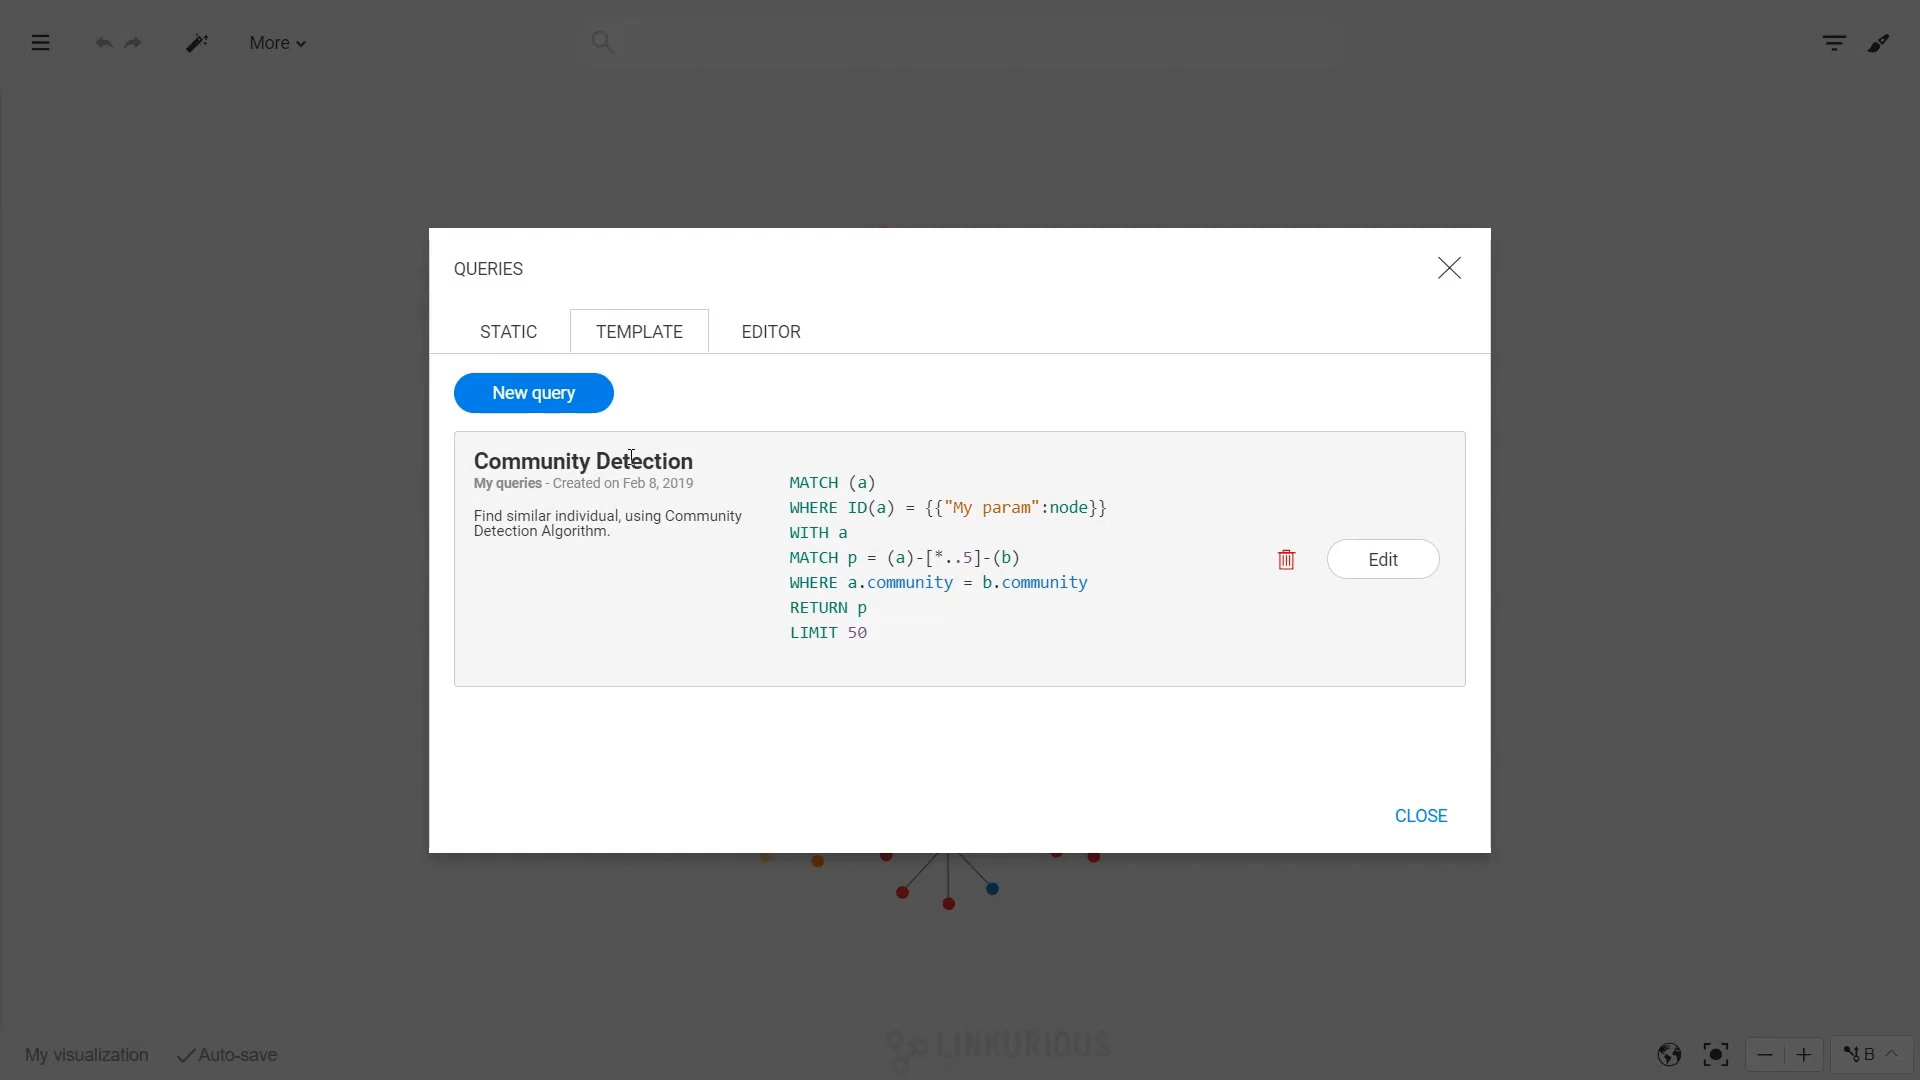 More
QUERIES
STATIC
TEMPLATE
EDITOR
New query
Community Detection
My queries - Created on Feb 8, 2019
Find similar individual, using Community
Detection Algorithm.
MATCH (a)
WHERE ID(a) = {{"My param":node}}
WITH a
MATCH p = (a)-[*..5]-(b)
WHERE a.community = b.community
RETURN p
LIMIT 50
Edit
CLOSE
My visualization
Auto-save
LINKURIOUS
B